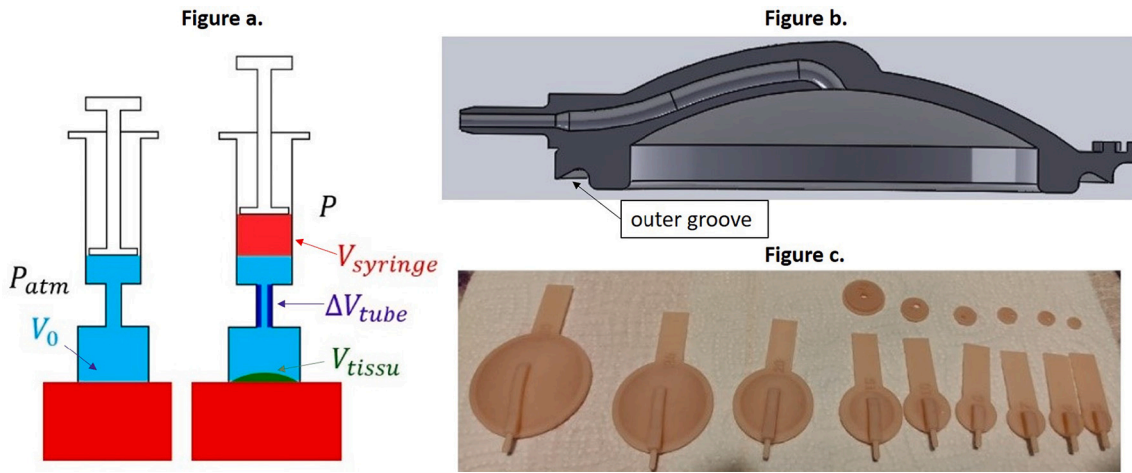 Figure a.
Figure b.
P
V_syringe
P_atm
ΔV_tube
V_0
V_tissu
outer groove
Figure c.